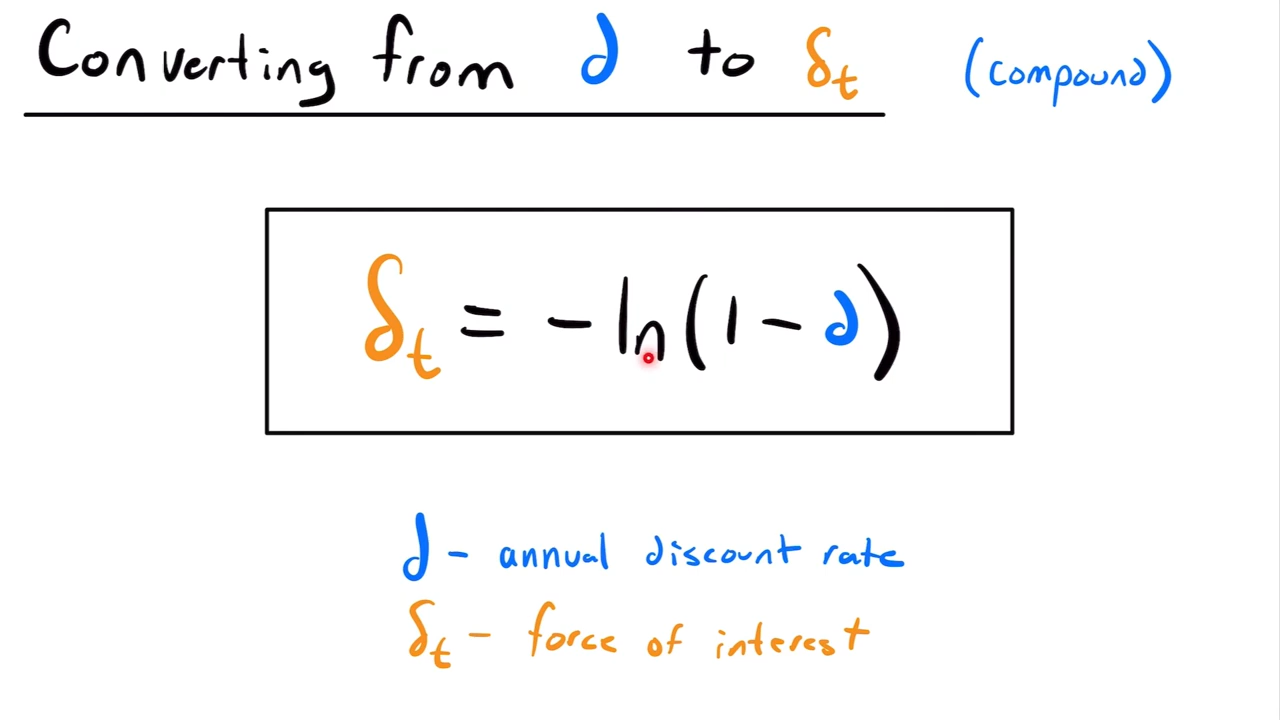 Converting from d to δt (compound)
δt = -ln(1-d)
d - annual discount rate
δt - force of interest